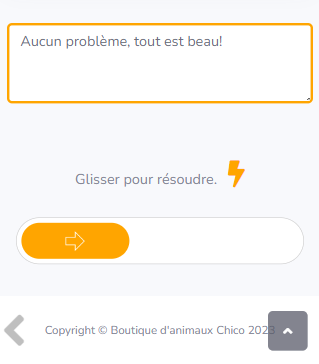 Aucun problème, tout est beau!
Glisser pour résoudre.
Copyright © Boutique d'animaux Chico 2023